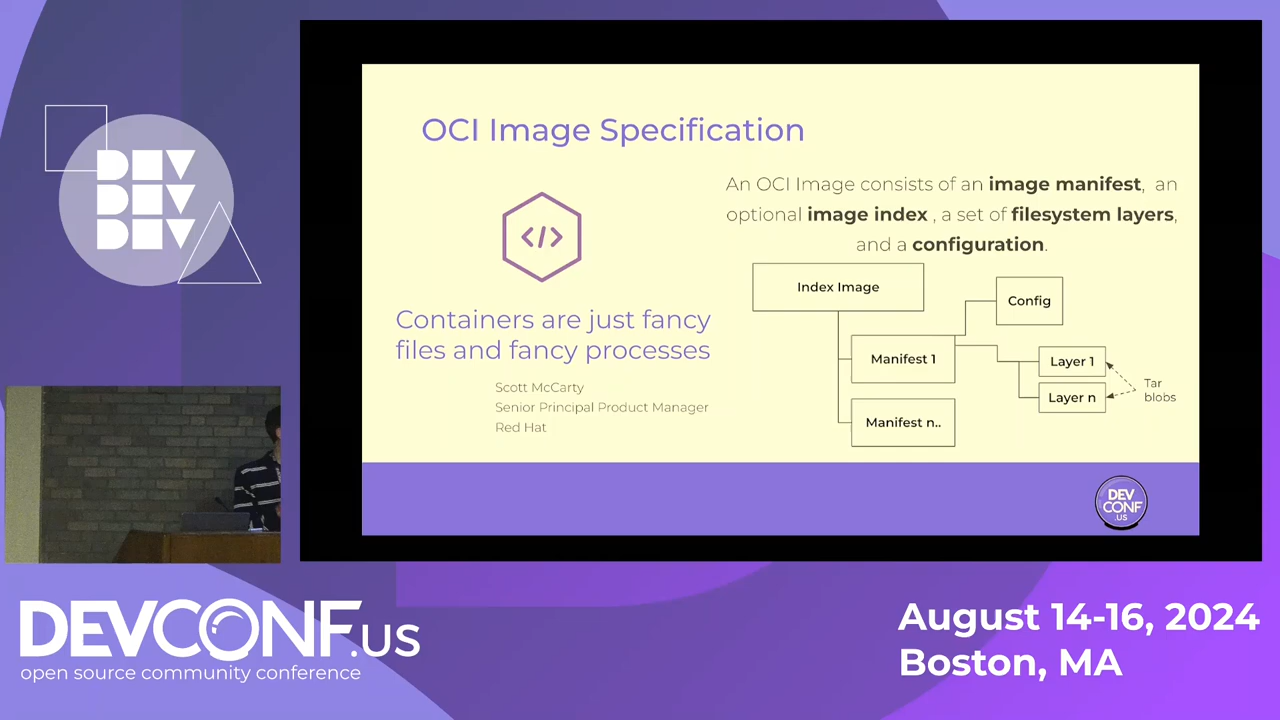 DEV
DEV
DEV
OCI Image Specification
</>
Containers are just fancy
files and fancy processes
Scott McCarty
Senior Principal Product Manager
Red Hat
An OCI Image consists of an image manifest, an
optional image index , a set of filesystem layers,
and a configuration.
Index Image
Config
Manifest 1
Layer 1
Layer n
Tar
blobs
Manifest n..
DEV
CONF
.US
DEVCONF.US
open source community conference
August 14-16, 2024
Boston, MA